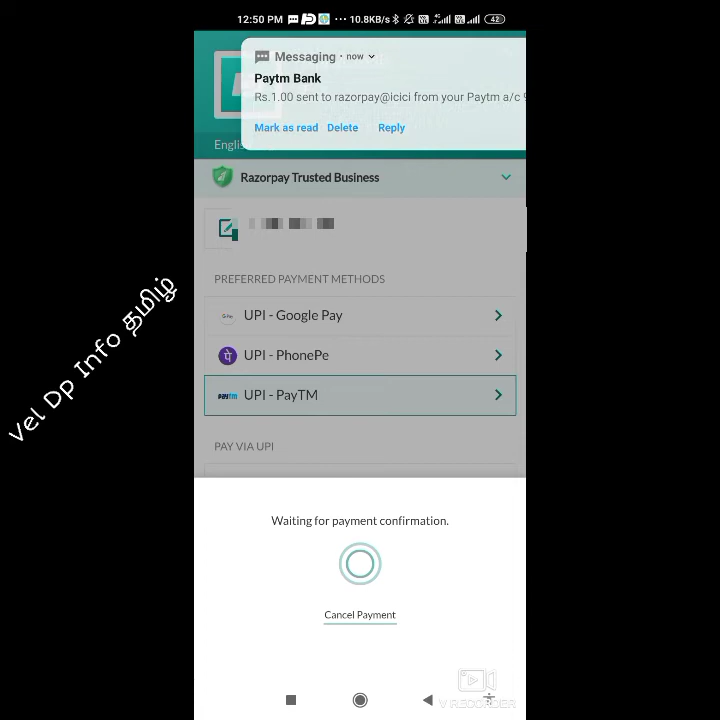 12:50 PM ··· 10.8KB/s 42
Messaging · now
Paytm Bank
Rs.1.00 sent to razorpay@icici from your Paytm a/c
Mark as read Delete Reply
Razorpay Trusted Business
PREFERRED PAYMENT METHODS
G Pay UPI - Google Pay
पे UPI - PhonePe
paytm UPI - PayTM
PAY VIA UPI
Vel Dp Info தமிழ்
Waiting for payment confirmation.
Cancel Payment
V RECORDER